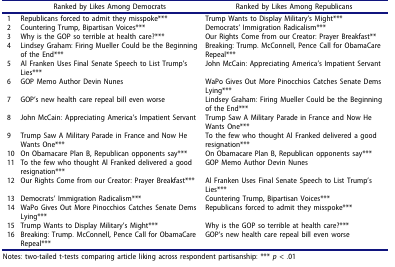 Ranked by Likes Among Democrats Ranked by Likes Among Republicans
1 Republicans forced to admit they misspoke*** Trump Wants to Display Military's Might***
2 Countering Trump, Bipartisan Voices*** Democrats' Immigration Radicalism***
3 Why is the GOP so terrible at health care?*** Our Rights Come from our Creator: Prayer Breakfast**
4 Lindsey Graham: Firing Mueller Could be the Beginning Breaking: Trump. McConnell, Pence Call for ObamaCare
of the End*** Repeal***
5 Al Franken Uses Final Senate Speech to List Trump's John McCain: Appreciating America's Impatient Servant
Lies***
6 GOP Memo Author Devin Nunes WaPo Gives Out More Pinocchios Catches Senate Dems
Lying***
7 GOP's new health care repeal bill even worse Lindsey Graham: Firing Mueller Could be the Beginning
of the End***
8 John McCain: Appreciating America's Impatient Servant Trump Saw A Military Parade in France and Now He
Wants One***
9 Trump Saw A Military Parade in France and Now He To the few who thought Al Franken delivered a good
Wants One*** resignation***
10 On Obamacare Plan B, Republican opponents say*** On Obamacare Plan B, Republican opponents say***
11 To the few who thought Al Franken delivered a good GOP Memo Author Devin Nunes
resignation***
12 Our Rights Come from our Creator: Prayer Breakfast*** Al Franken Uses Final Senate Speech to List Trump's
Lies***
13 Democrats' Immigration Radicalism*** Countering Trump, Bipartisan Voices***
14 WaPo Gives Out More Pinocchios Catches Senate Dems Republicans forced to admit they misspoke***
Lying***
15 Trump Wants to Display Military's Might*** Why is the GOP so terrible at health care?***
16 Breaking: Trump. McConnell, Pence Call for ObamaCare GOP's new health care repeal bill even worse
Repeal***
Notes: two-tailed t-tests comparing article liking across respondent partisanship: *** p < .01